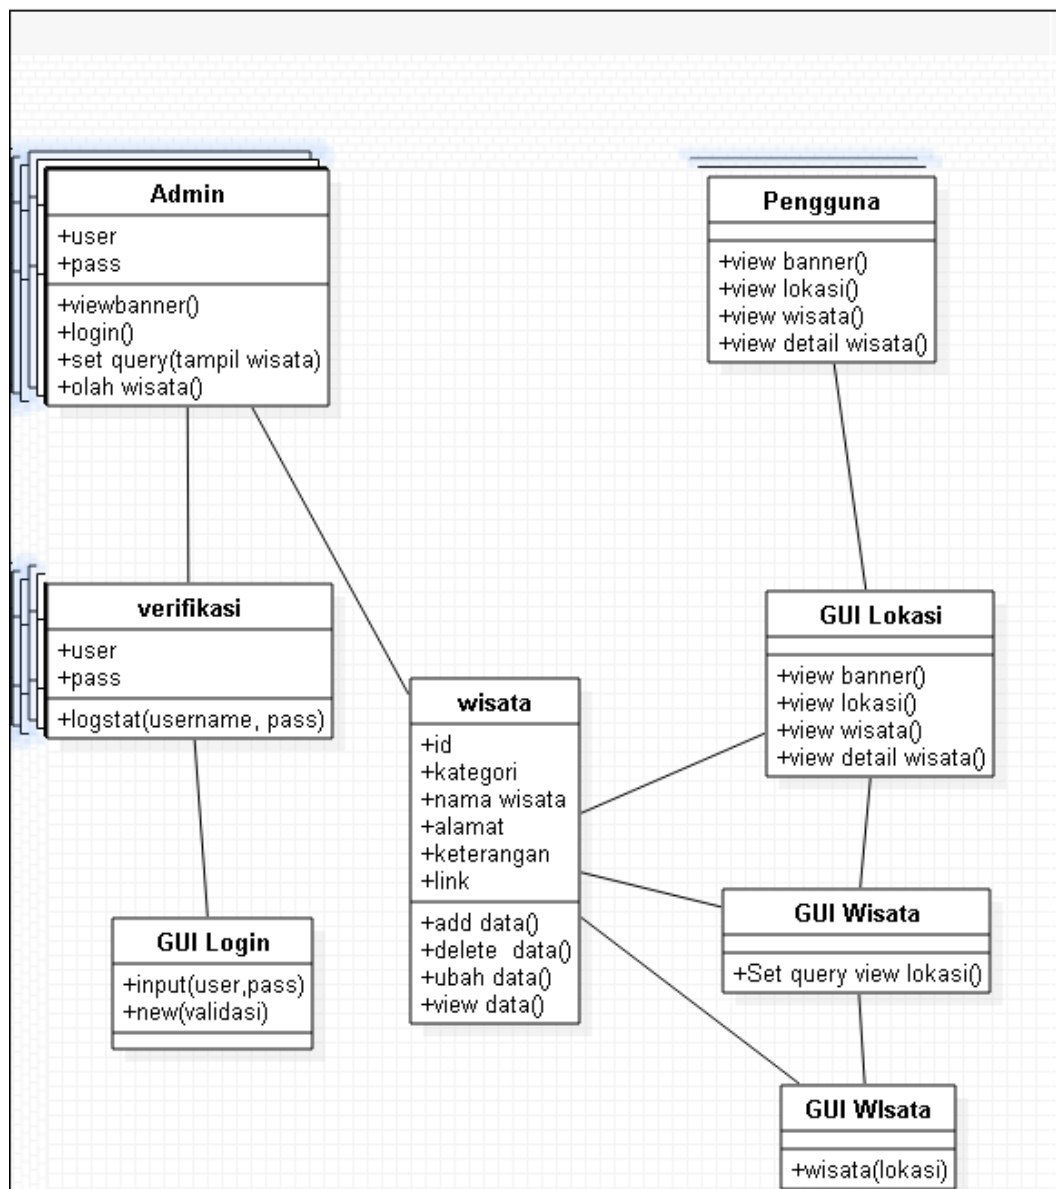 Admin
+user
+pass
+viewbanner()
+login()
+set query(tampil wisata)
+olah wisata()
Pengguna
+view banner()
+view lokasi()
+view wisata()
+view detail wisata()
verifikasi
+user
+pass
+logstat(username, pass)
GUI Lokasi
+view banner()
+view lokasi()
+view wisata()
+view detail wisata()
wisata
+id
+kategori
+nama wisata
+alamat
+keterangan
+link
+add data()
+delete  data()
+ubah data()
+view data()
GUI Login
+input(user,pass)
+new(validasi)
GUI Wisata
+Set query view lokasi()
GUI WIsata
+wisata(lokasi)